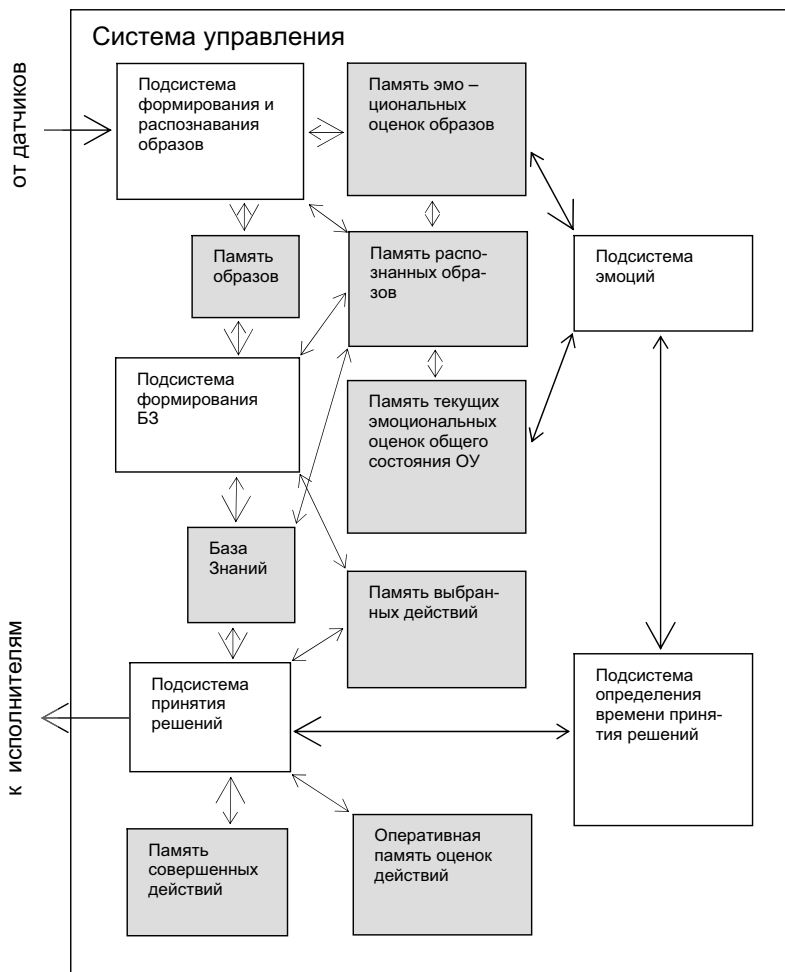 Система управления
от датчиков
Подсистема
формирования и
распознавания
образов
Память эмо –
циональных
оценок образов
Память
образов
Память распо-
знанных обра-
зов
Подсистема
эмоций
Подсистема
формирования
БЗ
Память текущих
эмоциональных
оценок общего
состояния ОУ
База
Знаний
Память выбран-
ных действий
к исполнителям
Подсистема
принятия
решений
Подсистема
определения
времени приня-
тия решений
Память
совершенных
действий
Оперативная
память оценок
действий